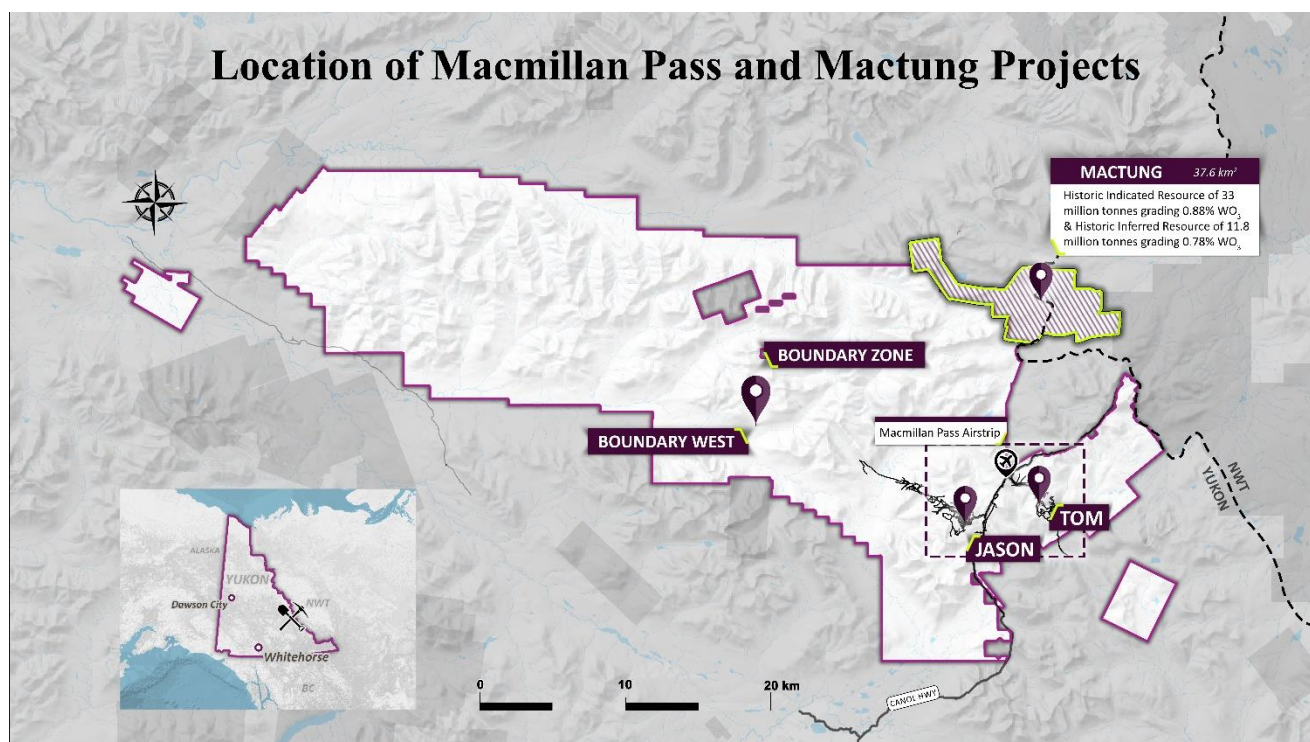 Location of Macmillan Pass and Mactung Projects
MACTUNG 37.6 km²
Historic Indicated Resource of 33
million tonnes grading 0.88% WO₃
& Historic Inferred Resource of 11.8
million tonnes grading 0.78% WO₃
BOUNDARY ZONE
BOUNDARY WEST
Macmillan Pass Airstrip
NWT
YUKON
TOM
JASON
ALASKA
YUKON
NWT
Dawson City
Whitehorse
BC
0 10 20 km
CANOL HWY